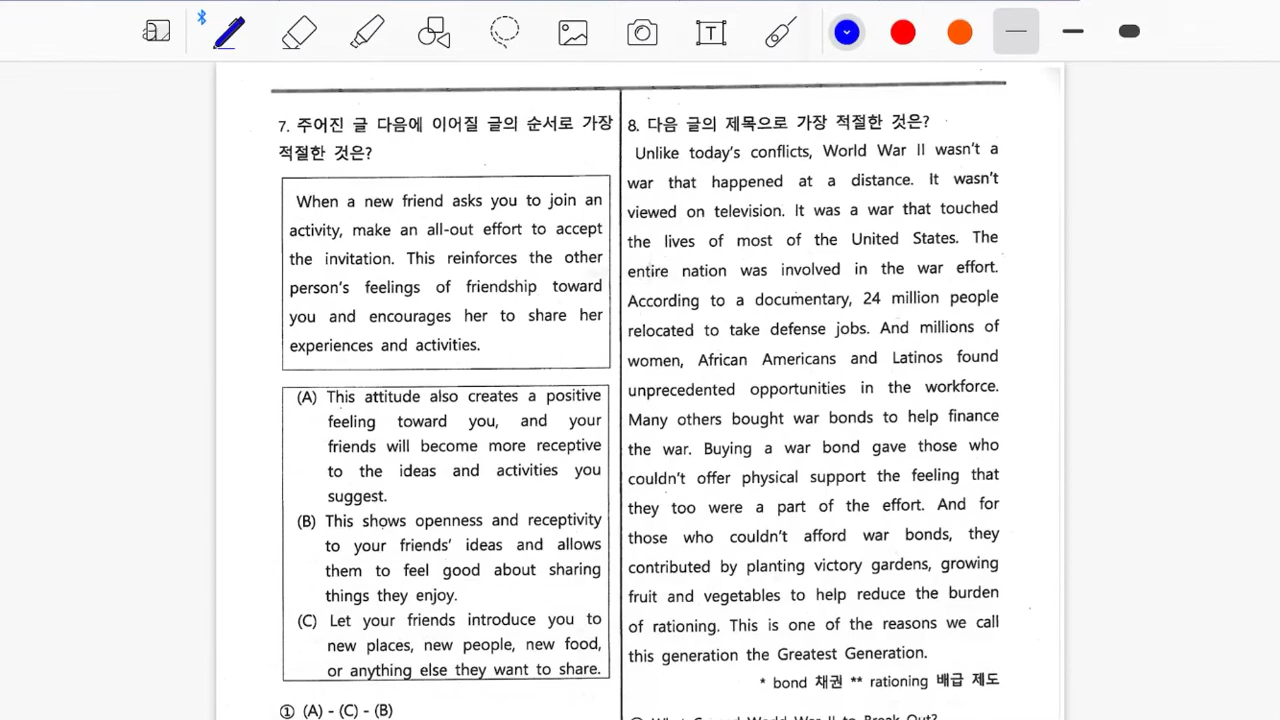 7. 주어진 글 다음에 이어질 글의 순서로 가장
적절한 것은?
When a new friend asks you to join an
activity, make an all-out effort to accept
the invitation. This reinforces the other
person's feelings of friendship toward
you and encourages her to share her
experiences and activities.
(A) This attitude also creates a positive
feeling toward you, and your
friends will become more receptive
to the ideas and activities you
suggest.
(B) This shows openness and receptivity
to your friends' ideas and allows
them to feel good about sharing
things they enjoy.
(C) Let your friends introduce you to
new places, new people, new food,
or anything else they want to share.
① (A) - (C) - (B)
8. 다음 글의 제목으로 가장 적절한 것은?
Unlike today's conflicts, World War II wasn't a
war that happened at a distance. It wasn't
viewed on television. It was a war that touched
the lives of most of the United States. The
entire nation was involved in the war effort.
According to a documentary, 24 million people
relocated to take defense jobs. And millions of
women, African Americans and Latinos found
unprecedented opportunities in the workforce.
Many others bought war bonds to help finance
the war. Buying a war bond gave those who
couldn't offer physical support the feeling that
they too were a part of the effort. And for
those who couldn't afford war bonds, they
contributed by planting victory gardens, growing
fruit and vegetables to help reduce the burden
of rationing. This is one of the reasons we call
this generation the Greatest Generation.
* bond 채권 ** rationing 배급 제도
① What Caused World War II to Break Out?